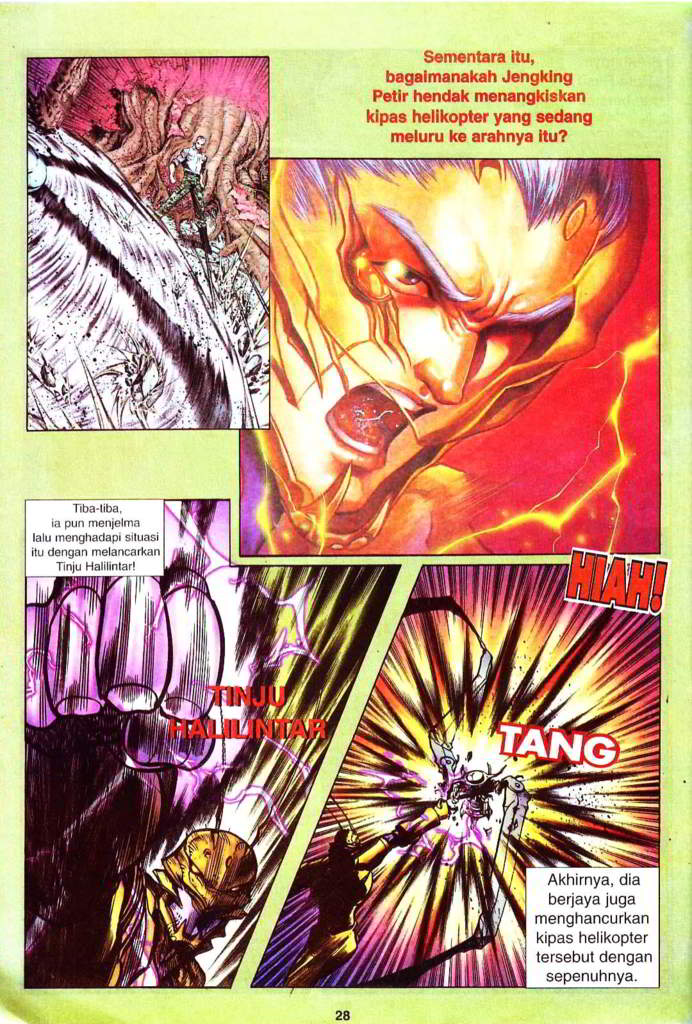 Sementara itu,
bagaimanakah Jengking
Petir hendak menangkiskan
kipas helikopter yang sedang
meluru ke arahnya itu?
Tiba-tiba,
ia pun menjelma
lalu menghadapi situasi
itu dengan melancarkan
Tinju Halilintar!
HIAH!
TINJU
HALILINTAR
TANG
Akhirnya, dia
berjaya juga
menghancurkan
kipas helikopter
tersebut dengan
sepenuhnya.
28